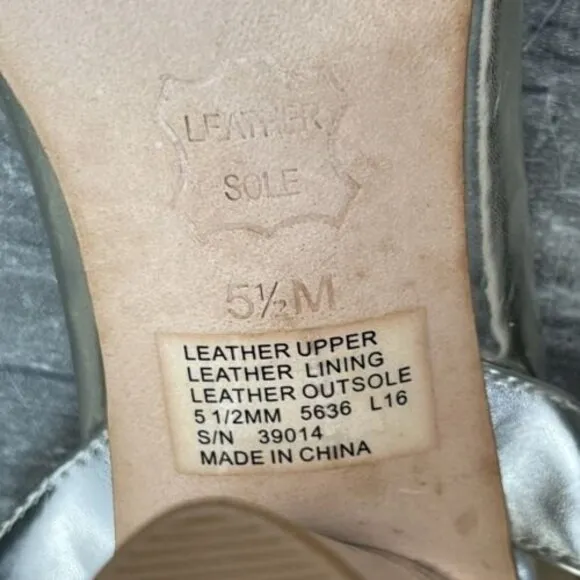 LEATHER
SOLE
5½M
LEATHER UPPER
LEATHER LINING
LEATHER OUTSOLE
5 1/2MM 5636 L16
S/N 39014
MADE IN CHINA